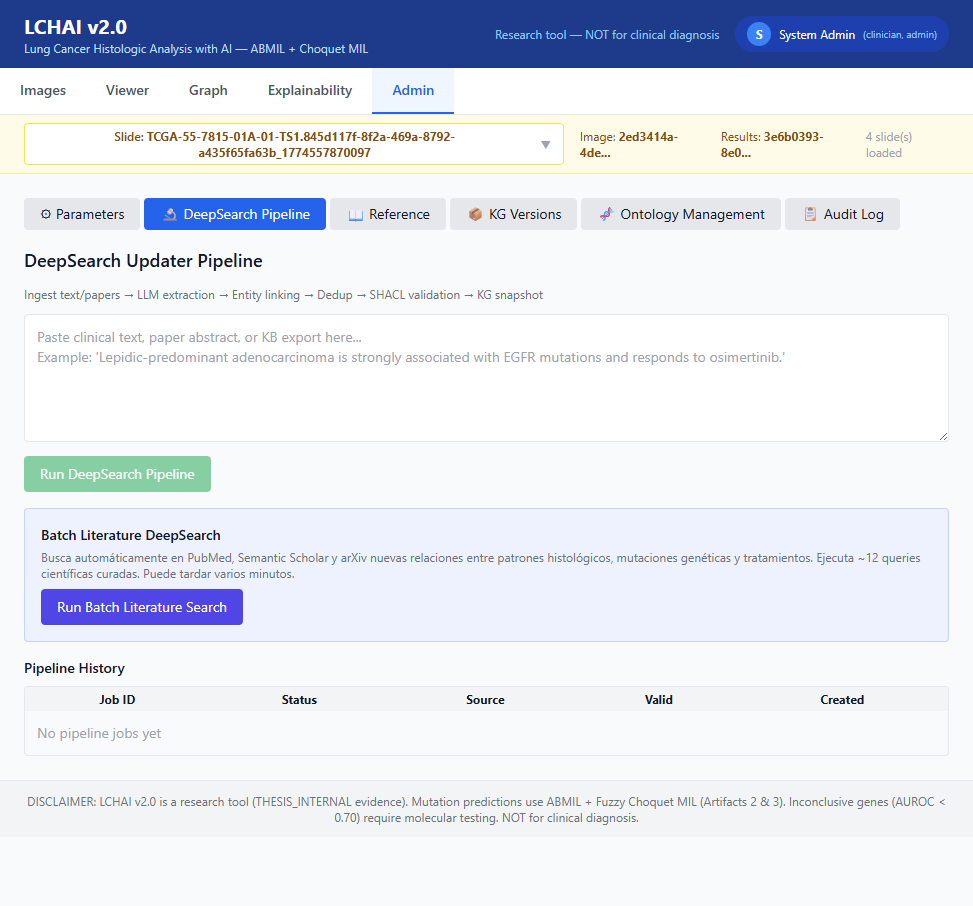 LCHAI v2.0
Lung Cancer Histologic Analysis with AI — ABMIL + Choquet MIL
Research tool — NOT for clinical diagnosis
S
System Admin (clinician, admin)
Images
Viewer
Graph
Explainability
Admin
Slide: TCGA-55-7815-01A-01-TS1.845d117f-8f2a-469a-8792-
a435f65fa63b_1774557870097
▼
Image: 2ed3414a-
4de...
Results: 3e6b0393-
8e0...
4 slide(s)
loaded
⚙ Parameters
🔬 DeepSearch Pipeline
📖 Reference
📦 KG Versions
🧬 Ontology Management
📋 Audit Log
DeepSearch Updater Pipeline
Ingest text/papers → LLM extraction → Entity linking → Dedup → SHACL validation → KG snapshot
Paste clinical text, paper abstract, or KB export here...
Example: 'Lepidic-predominant adenocarcinoma is strongly associated with EGFR mutations and responds to osimertinib.'
Run DeepSearch Pipeline
Batch Literature DeepSearch
Busca automáticamente en PubMed, Semantic Scholar y arXiv nuevas relaciones entre patrones histológicos, mutaciones genéticas y tratamientos. Ejecuta ~12 queries
científicas curadas. Puede tardar varios minutos.
Run Batch Literature Search
Pipeline History
Job ID Status Source Valid Created
No pipeline jobs yet
DISCLAIMER: LCHAI v2.0 is a research tool (THESIS_INTERNAL evidence). Mutation predictions use ABMIL + Fuzzy Choquet MIL (Artifacts 2 & 3). Inconclusive genes (AUROC <
0.70) require molecular testing. NOT for clinical diagnosis.